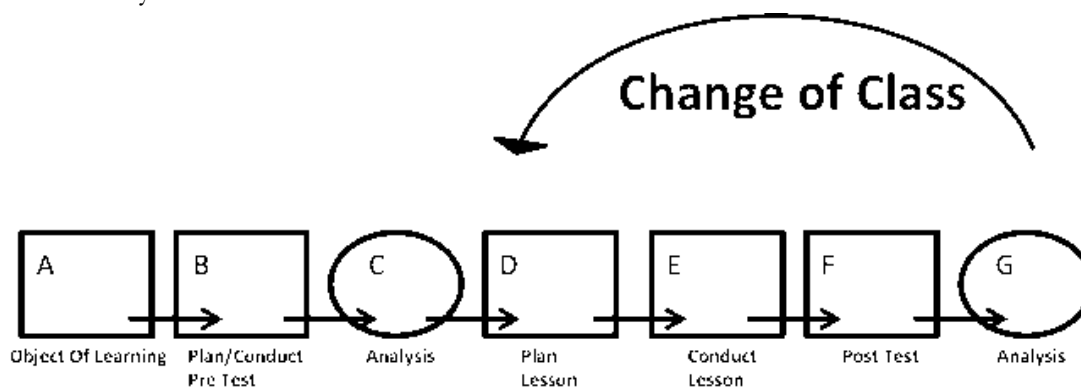 Change of Class
A B C D E F G
Object Of Learning Plan/Conduct Analysis Plan Conduct Post Test Analysis
Pre Test Lesson Lesson